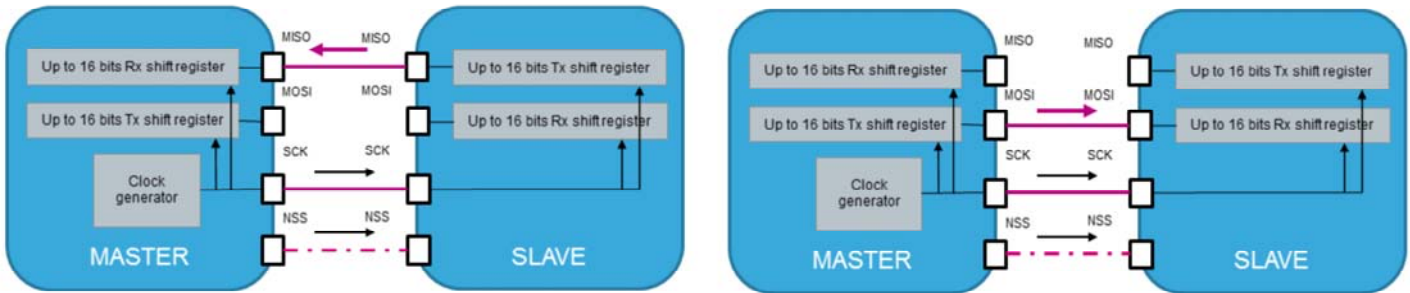 MISO MISO
Up to 16 bits Rx shift register
Up to 16 bits Tx shift register
MOSI MOSI
Up to 16 bits Tx shift register
Up to 16 bits Rx shift register
SCK SCK
Clock
generator
NSS NSS
MASTER
SLAVE
MISO MISO
Up to 16 bits Rx shift register
Up to 16 bits Tx shift register
MOSI MOSI
Up to 16 bits Tx shift register
Up to 16 bits Rx shift register
SCK SCK
Clock
generator
NSS NSS
MASTER
SLAVE